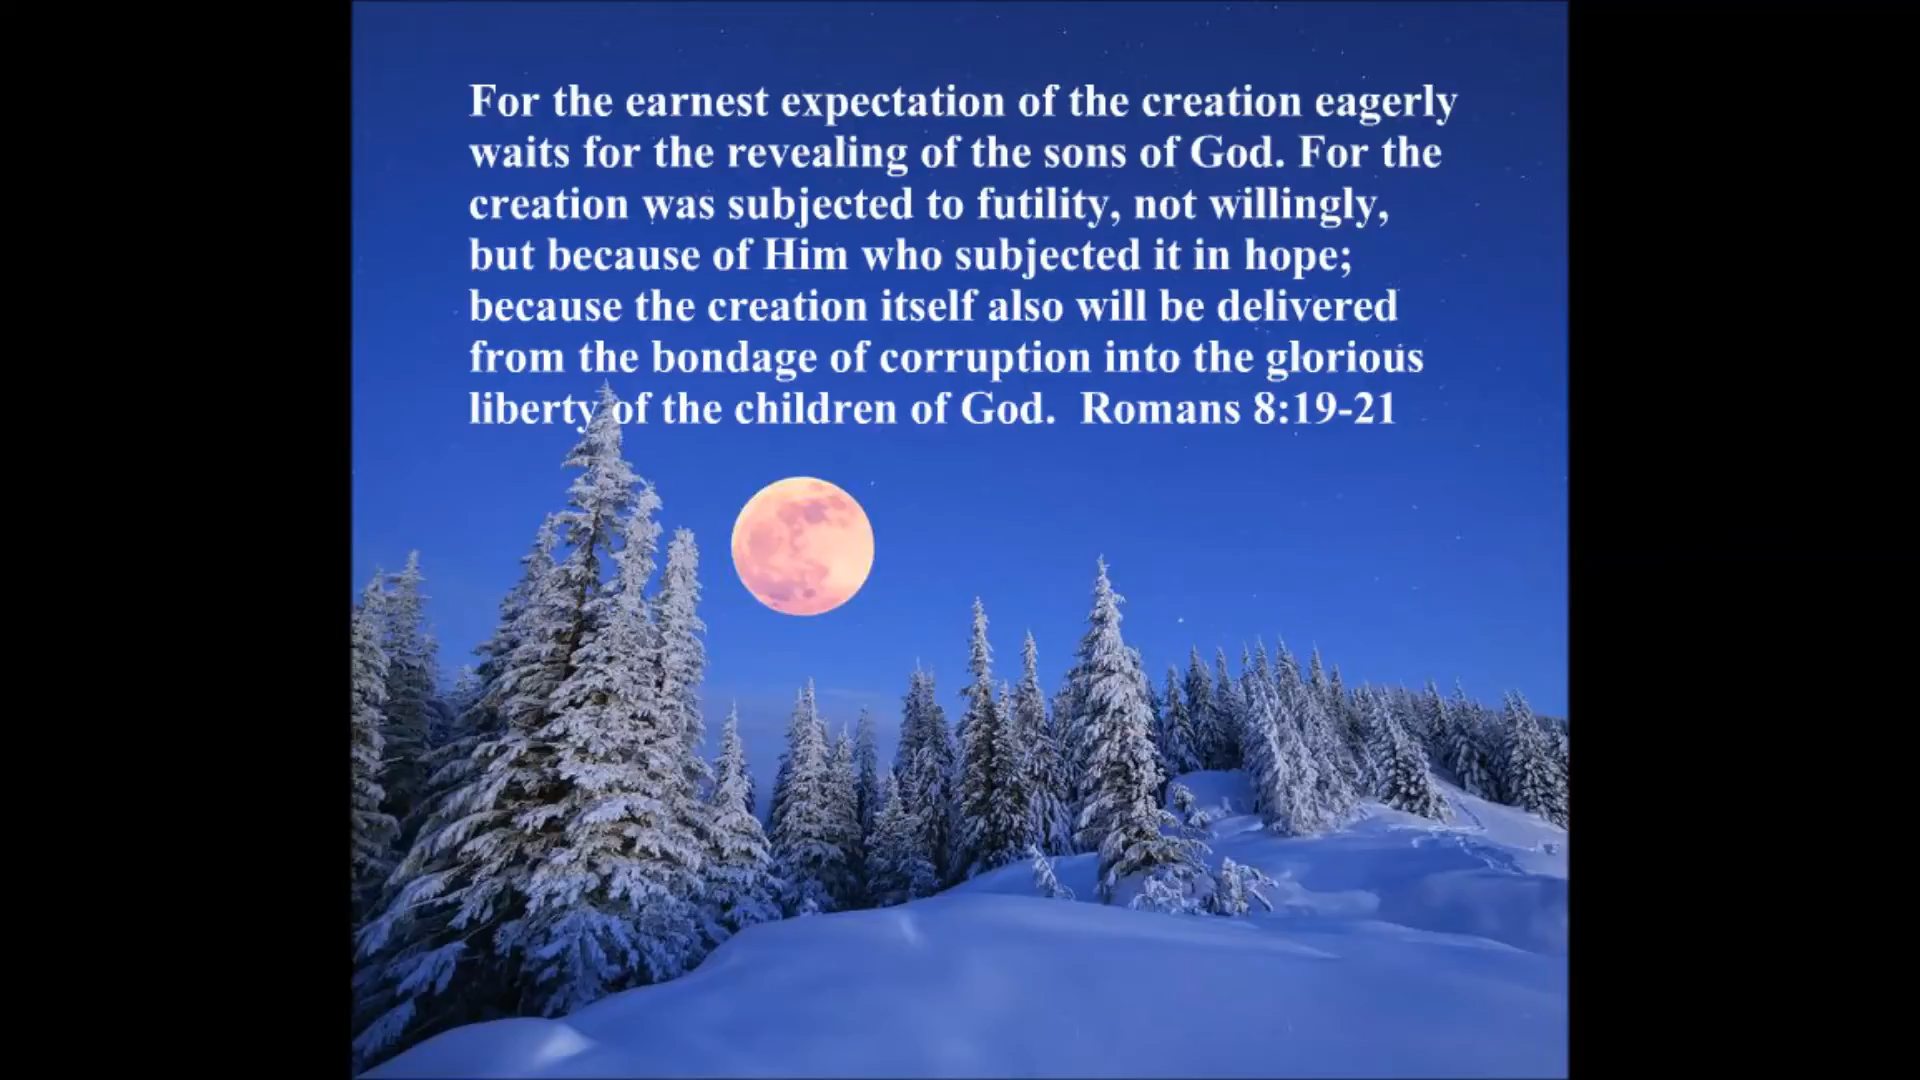 For the earnest expectation of the creation eagerly
waits for the revealing of the sons of God. For the
creation was subjected to futility, not willingly,
but because of Him who subjected it in hope;
because the creation itself also will be delivered
from the bondage of corruption into the glorious
liberty of the children of God.  Romans 8:19-21